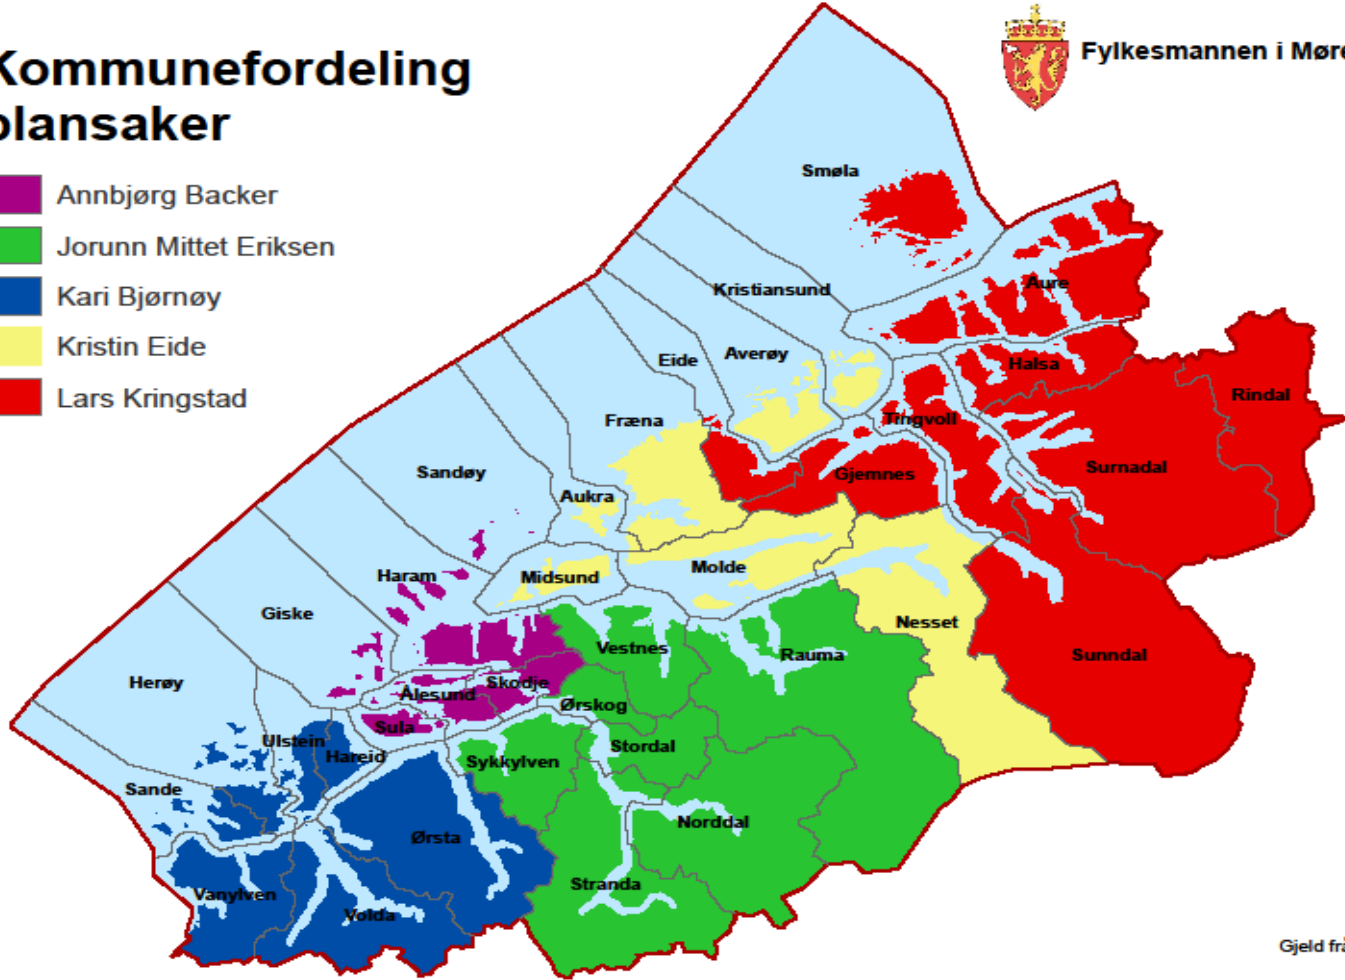 Kommunefordeling
plansaker
Fylkesmannen i Møre
Annbjørg Backer
Jorunn Mittet Eriksen
Kari Bjørnøy
Kristin Eide
Lars Kringstad
Smøla
Kristiansund
Aure
Eide
Averøy
Halsa
Rindal
Fræna
Tingvoll
Sandøy
Gjemnes
Surnadal
Aukra
Haram
Midsund
Molde
Giske
Nesset
Vestnes
Rauma
Sunndal
Herøy
Ålesund
Skodje
Ørskog
Sula
Ulstein
Hareid
Stordal
Sykkylven
Sande
Norddal
Ørsta
Stranda
Vanylven
Volda
Gjeld frå